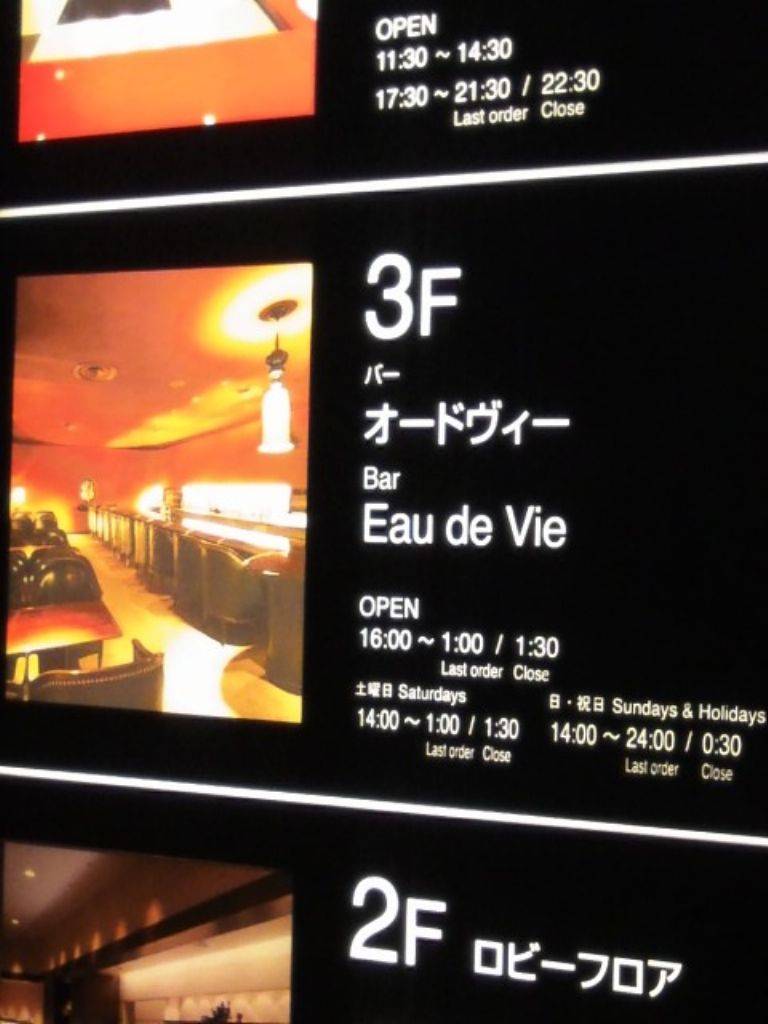 OPEN
11:30 ~ 14:30
17:30 ~ 21:30 / 22:30
Last order Close
3F
バー
オードヴィー
Bar
Eau de Vie
OPEN
16:00 ~ 1:00 / 1:30
Last order Close
土曜日 Saturdays
14:00 ~ 1:00 / 1:30
Last order Close
日・祝日 Sundays & Holidays
14:00 ~ 24:00 / 0:30
Last order Close
2F ロビーフロア